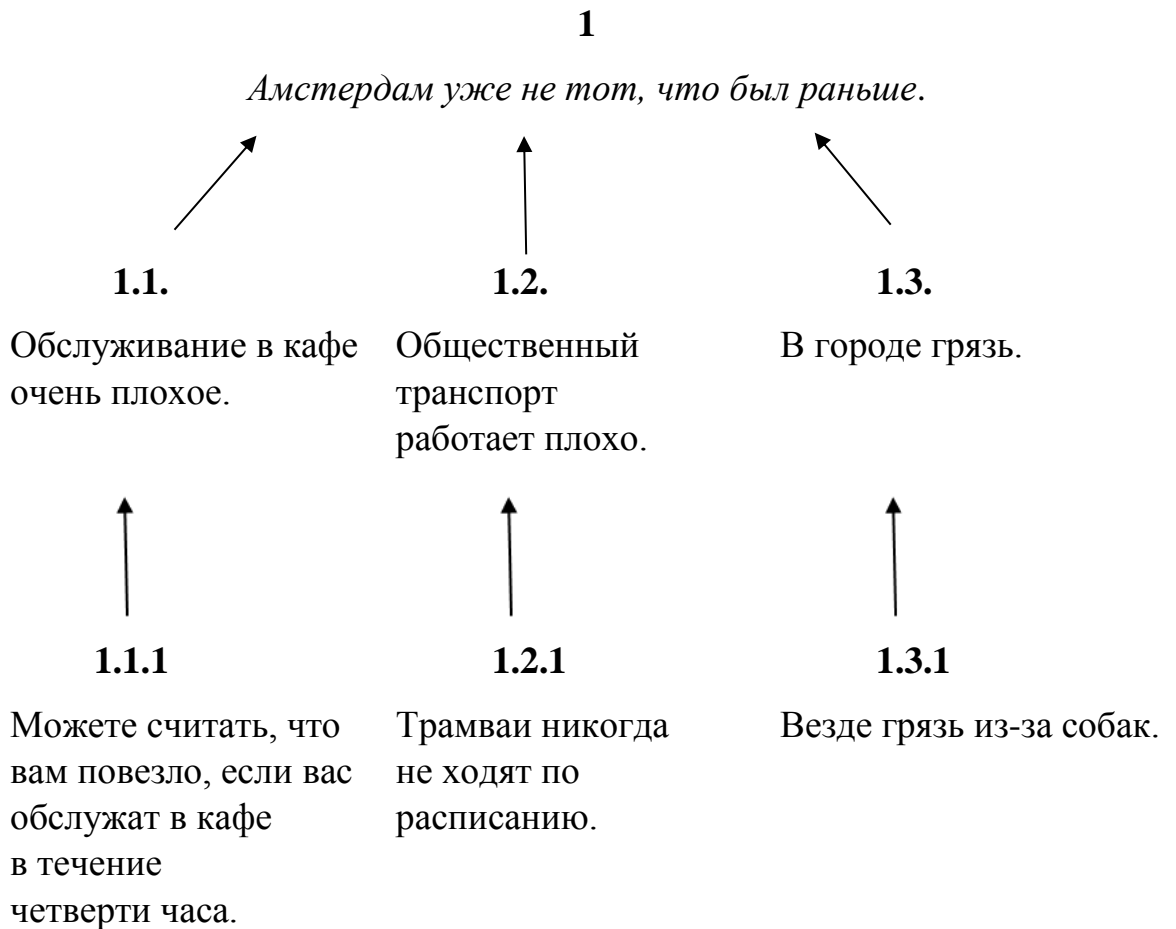 1
Амстердам уже не тот, что был раньше.
1.1.
Обслуживание в кафе
очень плохое.
1.2.
Общественный
транспорт
работает плохо.
1.3.
В городе грязь.
1.1.1
Можете считать, что
вам повезло, если вас
обслужат в кафе
в течение
четверти часа.
1.2.1
Трамваи никогда
не ходят по
расписанию.
1.3.1
Везде грязь из-за собак.